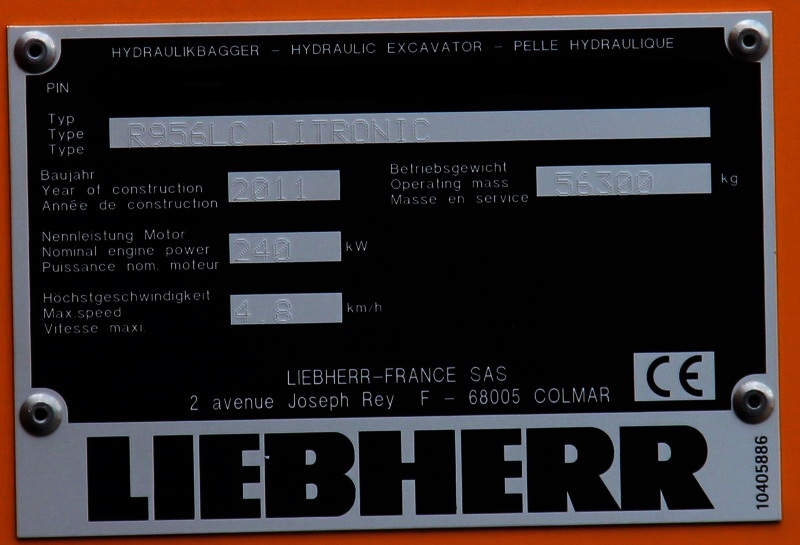 HYDRAULIKBAGGER – HYDRAULIC EXCAVATOR – PELLE HYDRAULIQUE
PIN
Typ
Type
Type
R956LC LITRONIC
Baujahr
Year of construction
Année de construction
2011
Betriebsgewicht
Operating mass
Masse en service
56300 kg
Nennleistung Motor
Nominal engine power
Puissance nom. moteur
240 kW
Höchstgeschwindigkeit
Max.speed
Vitesse maxi.
4.8 km/h
LIEBHERR–FRANCE SAS
2 avenue Joseph Rey F – 68005 COLMAR
CE
LIEBHERR
10405886